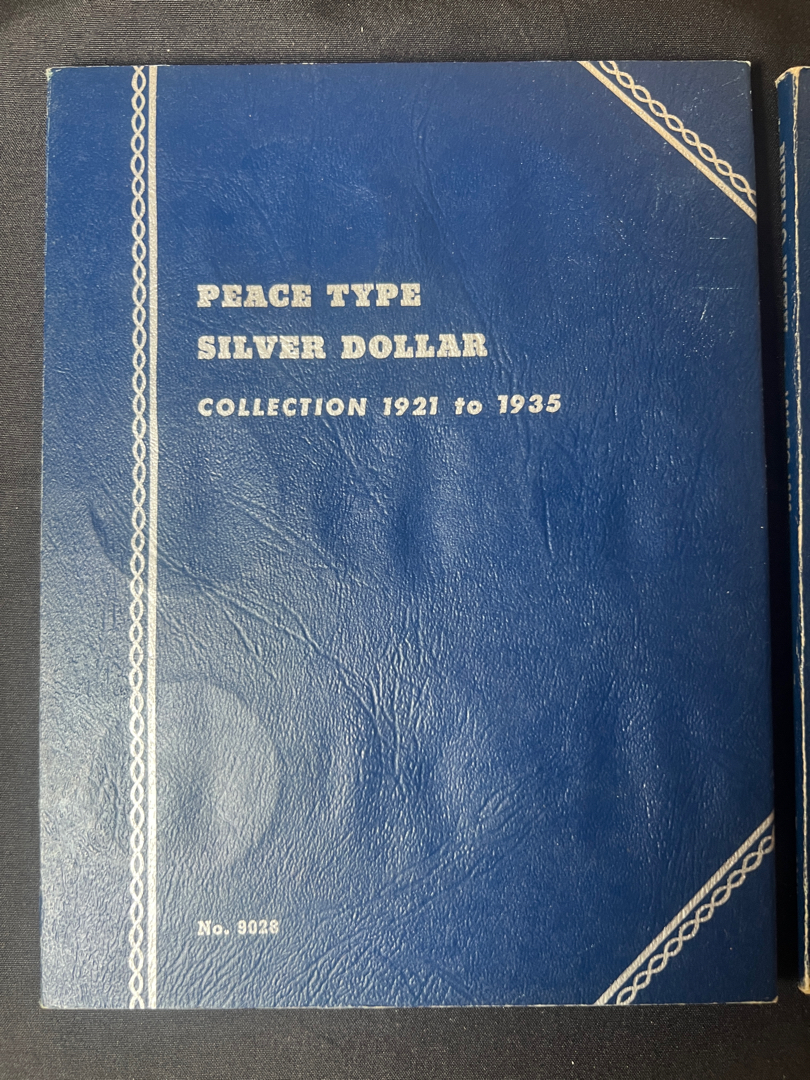 PEACE TYPE
SILVER DOLLAR
COLLECTION 1921 to 1935
No. 9028